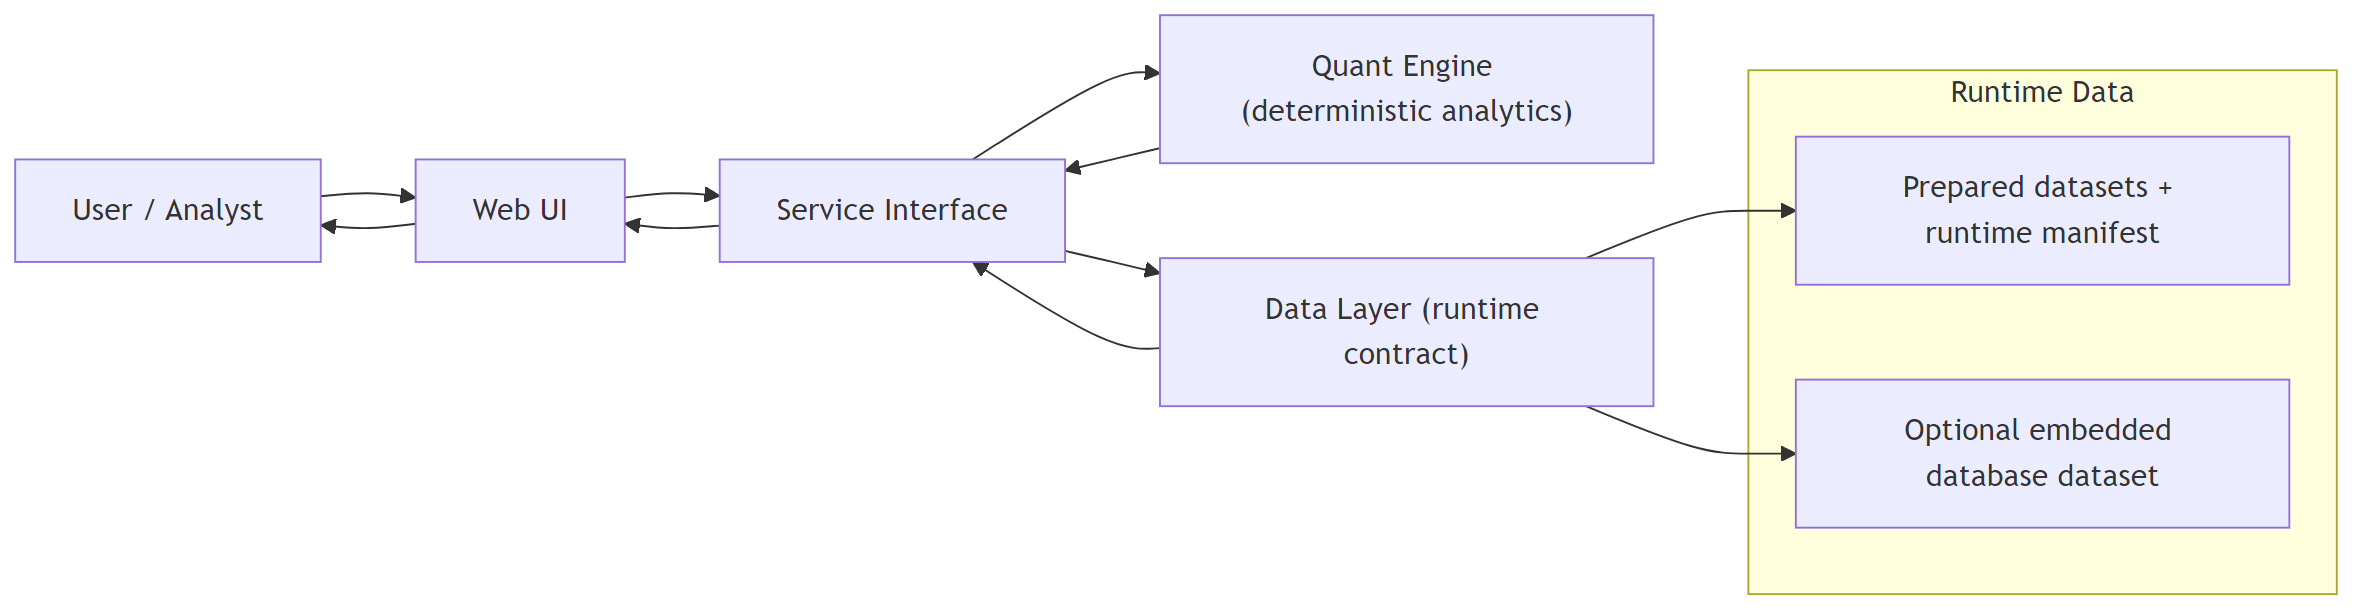 User / Analyst
Web UI
Service Interface
Quant Engine
(deterministic analytics)
Data Layer (runtime
contract)
Runtime Data
Prepared datasets +
runtime manifest
Optional embedded
database dataset